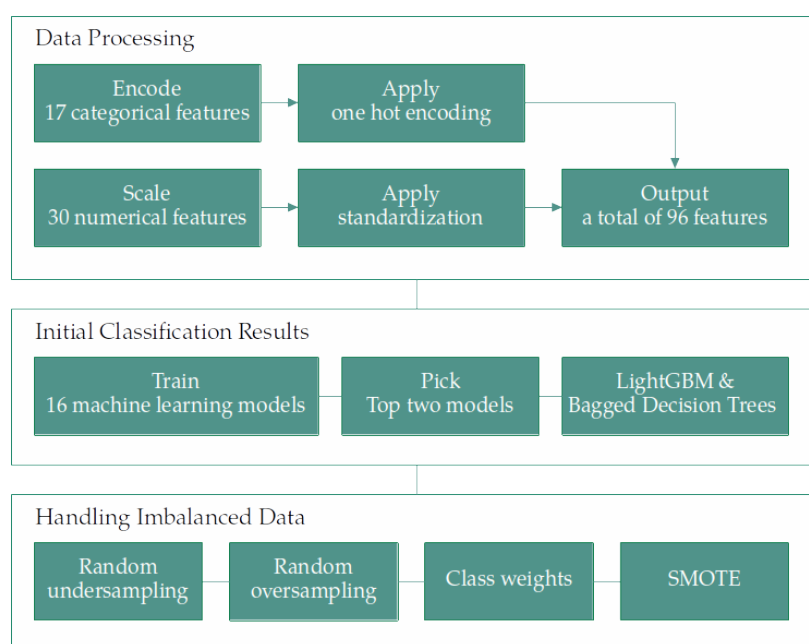 Data Processing
Encode
17 categorical features
Apply
one hot encoding
Scale
30 numerical features
Apply
standardization
Output
a total of 96 features
Initial Classification Results
Train
16 machine learning models
Pick
Top two models
LightGBM &
Bagged Decision Trees
Handling Imbalanced Data
Random
undersampling
Random
oversampling
Class weights
SMOTE